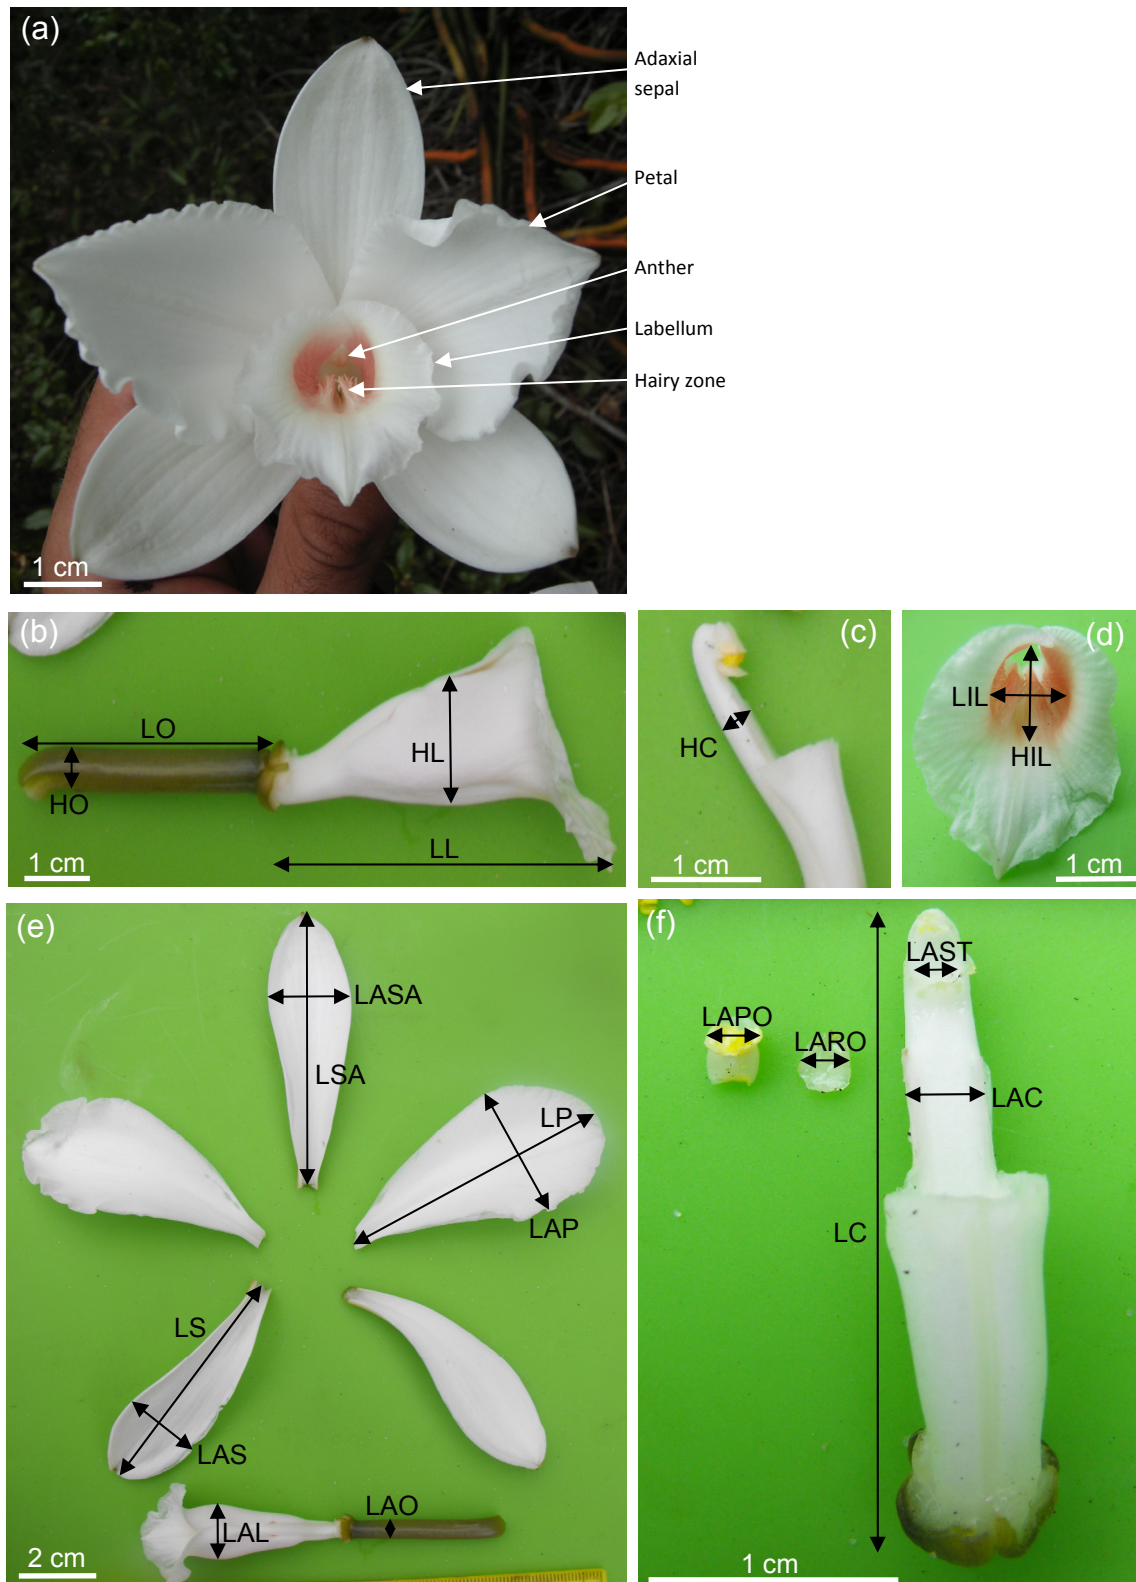 (a)
Adaxial
sepal
Petal
Anther
Labellum
Hairy zone
1 cm
(b)
LO
HO
HL
LL
1 cm
(c)
HC
1 cm
(d)
LIL
HIL
1 cm
(e)
LASA
LSA
LP
LAP
LS
LAS
LAO
LAL
2 cm
(f)
LAST
LAPO
LARO
LAC
LC
1 cm